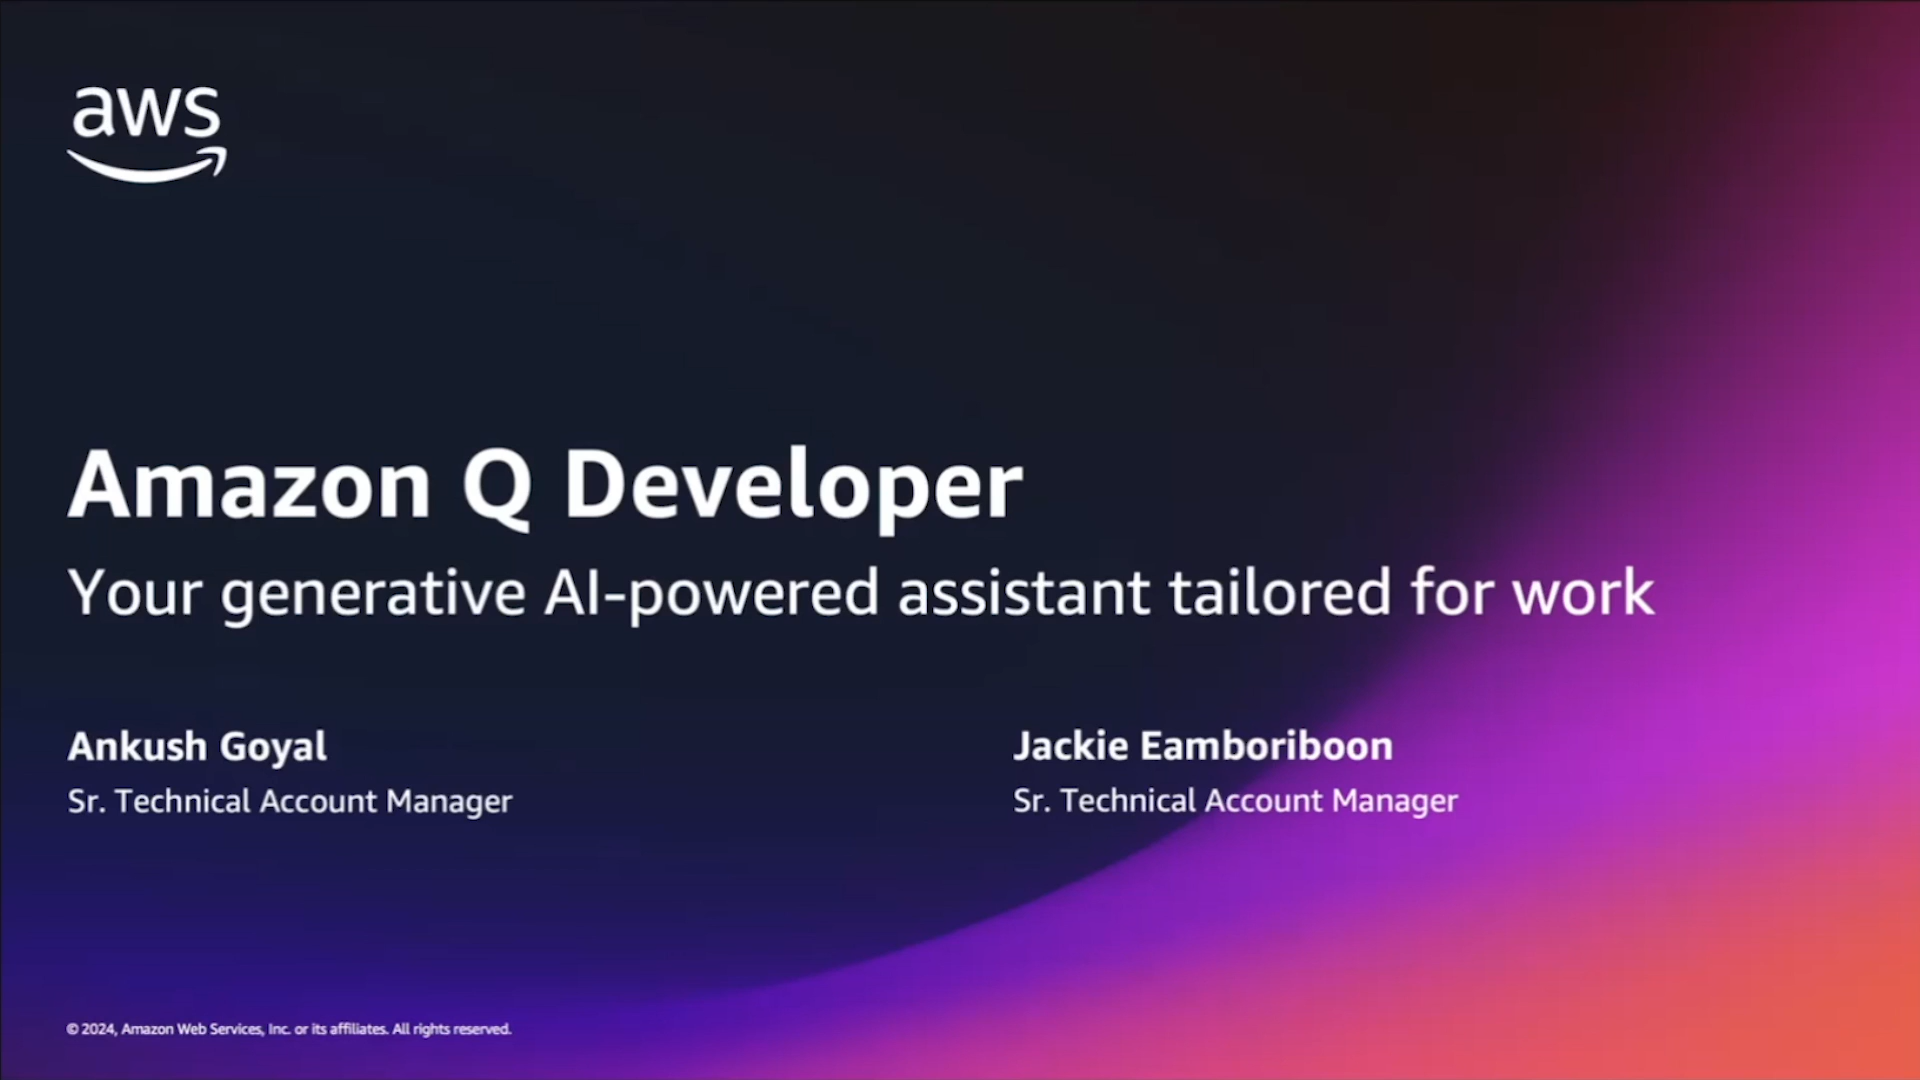 aws
Amazon Q Developer
Your generative AI-powered assistant tailored for work
Ankush Goyal
Sr. Technical Account Manager
Jackie Eamboriboon
Sr. Technical Account Manager
© 2024, Amazon Web Services, Inc. or its affiliates. All rights reserved.